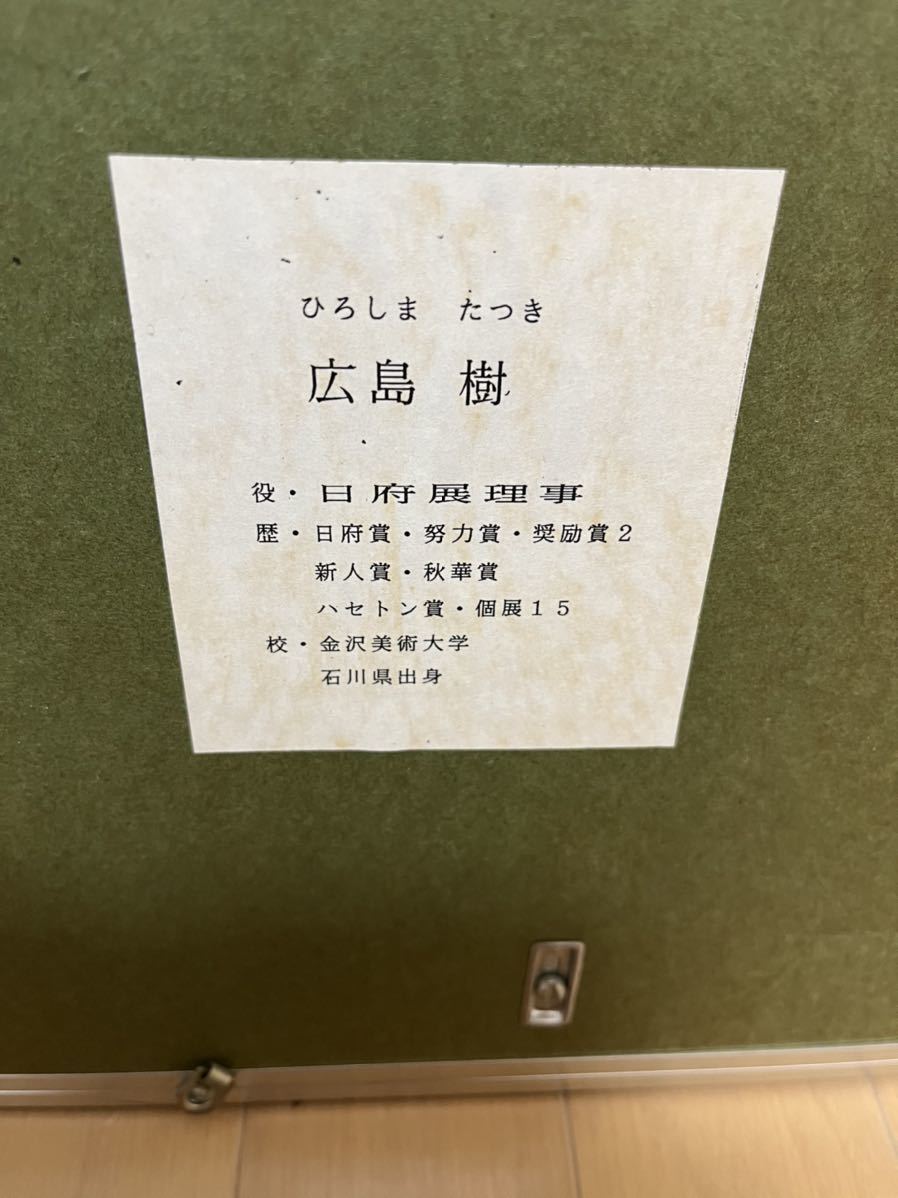 ひろしま　たつき
広島　樹
役・日府展理事
歴・日府賞・努力賞・奨励賞２
新人賞・秋華賞
ハセトン賞・個展１５
校・金沢美術大学
石川県出身